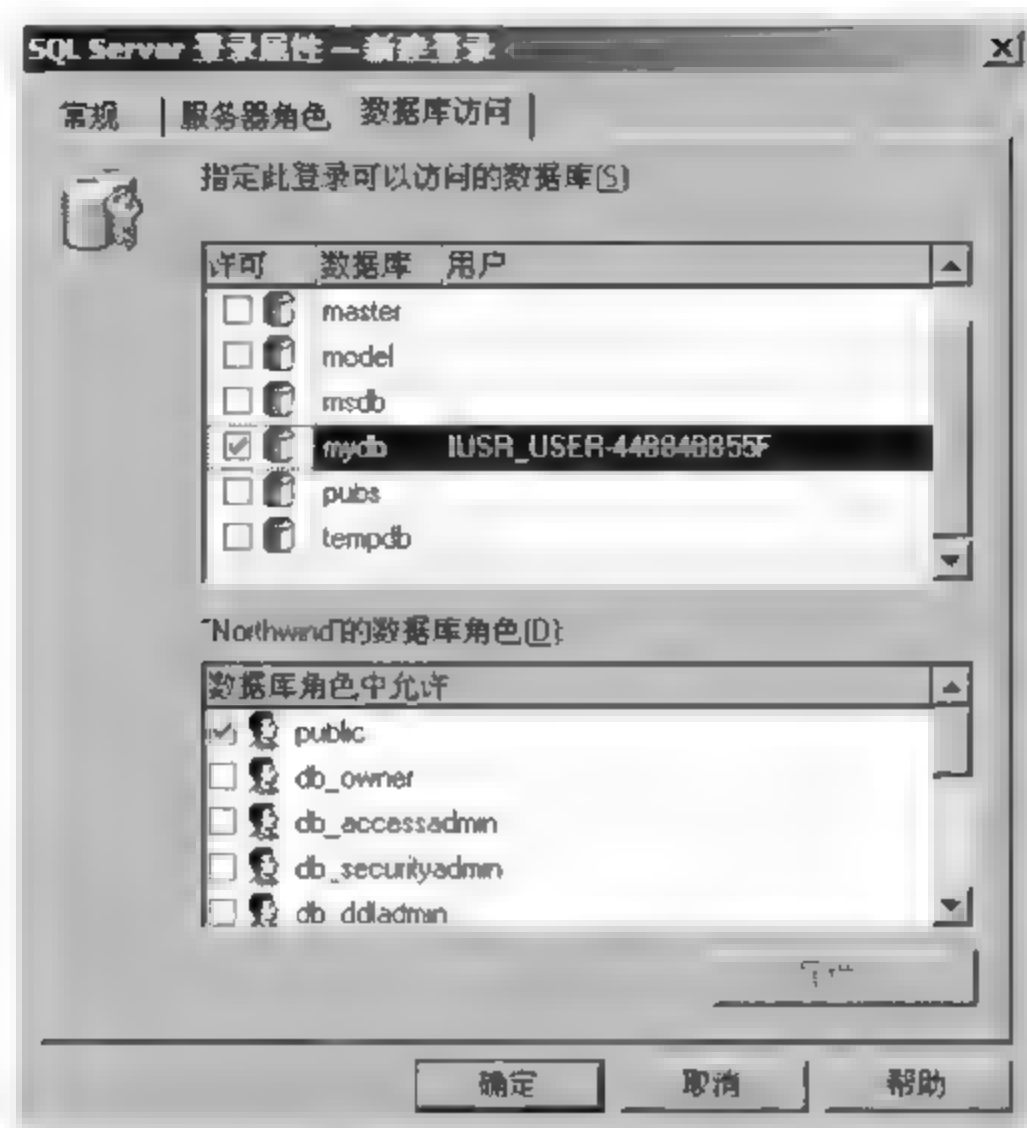 SQL Server 登录属性 — 新建登录
常规 服务器角色 数据库访问
指定此登录可以访问的数据库(S)
许可 数据库 用户
master
model
msdb
mydb IUSR_USER-448848855F
pubs
tempdb
"Northwind"的数据库角色(D):
数据库角色中允许
public
db_owner
db_accessadmin
db_securityadmin
db_ddladmin
确定 取消 帮助